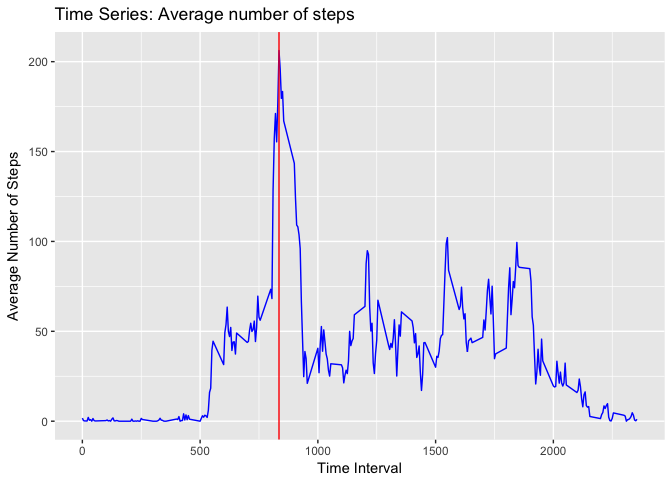 Time Series: Average number of steps
Average Number of Steps
200
150
100
50
0
0 500 1000 1500 2000
Time Interval